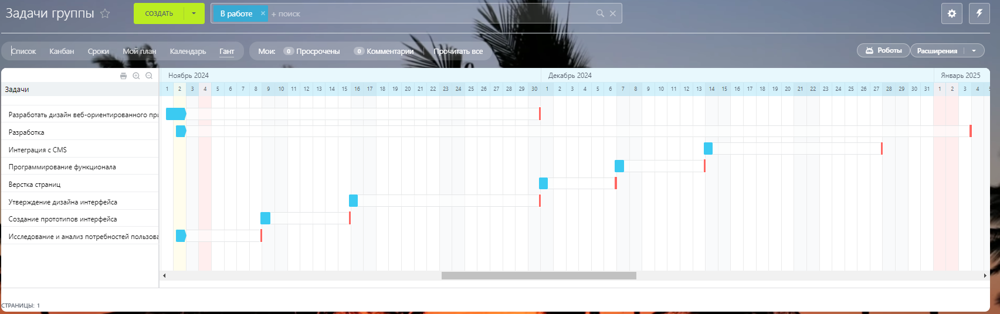 Задачи группы
СОЗДАТЬ
В работе × + поиск
Список Канбан Сроки Мой план Календарь Гант
Мои: 0 Просрочены 0 Комментарии Прочитать все
Роботы Расширения
Ноябрь 2024 Декабрь 2024 Январь 2025
Задачи
1 2 3 4 5 6 7 8 9 10 11 12 13 14 15 16 17 18 19 20 21 22 23 24 25 26 27 28 29 30 1 2 3 4 5 6 7 8 9 10 11 12 13 14 15 16 17 18 19 20 21 22 23 24 25 26 27 28 29 30 31 1 2 3 4
Разработать дизайн веб-ориентированного при
Разработка
Интеграция с CMS
Программирование функционала
Верстка страниц
Утверждение дизайна интерфейса
Создание прототипов интерфейса
Исследование и анализ потребностей пользова
СТРАНИЦЫ: 1